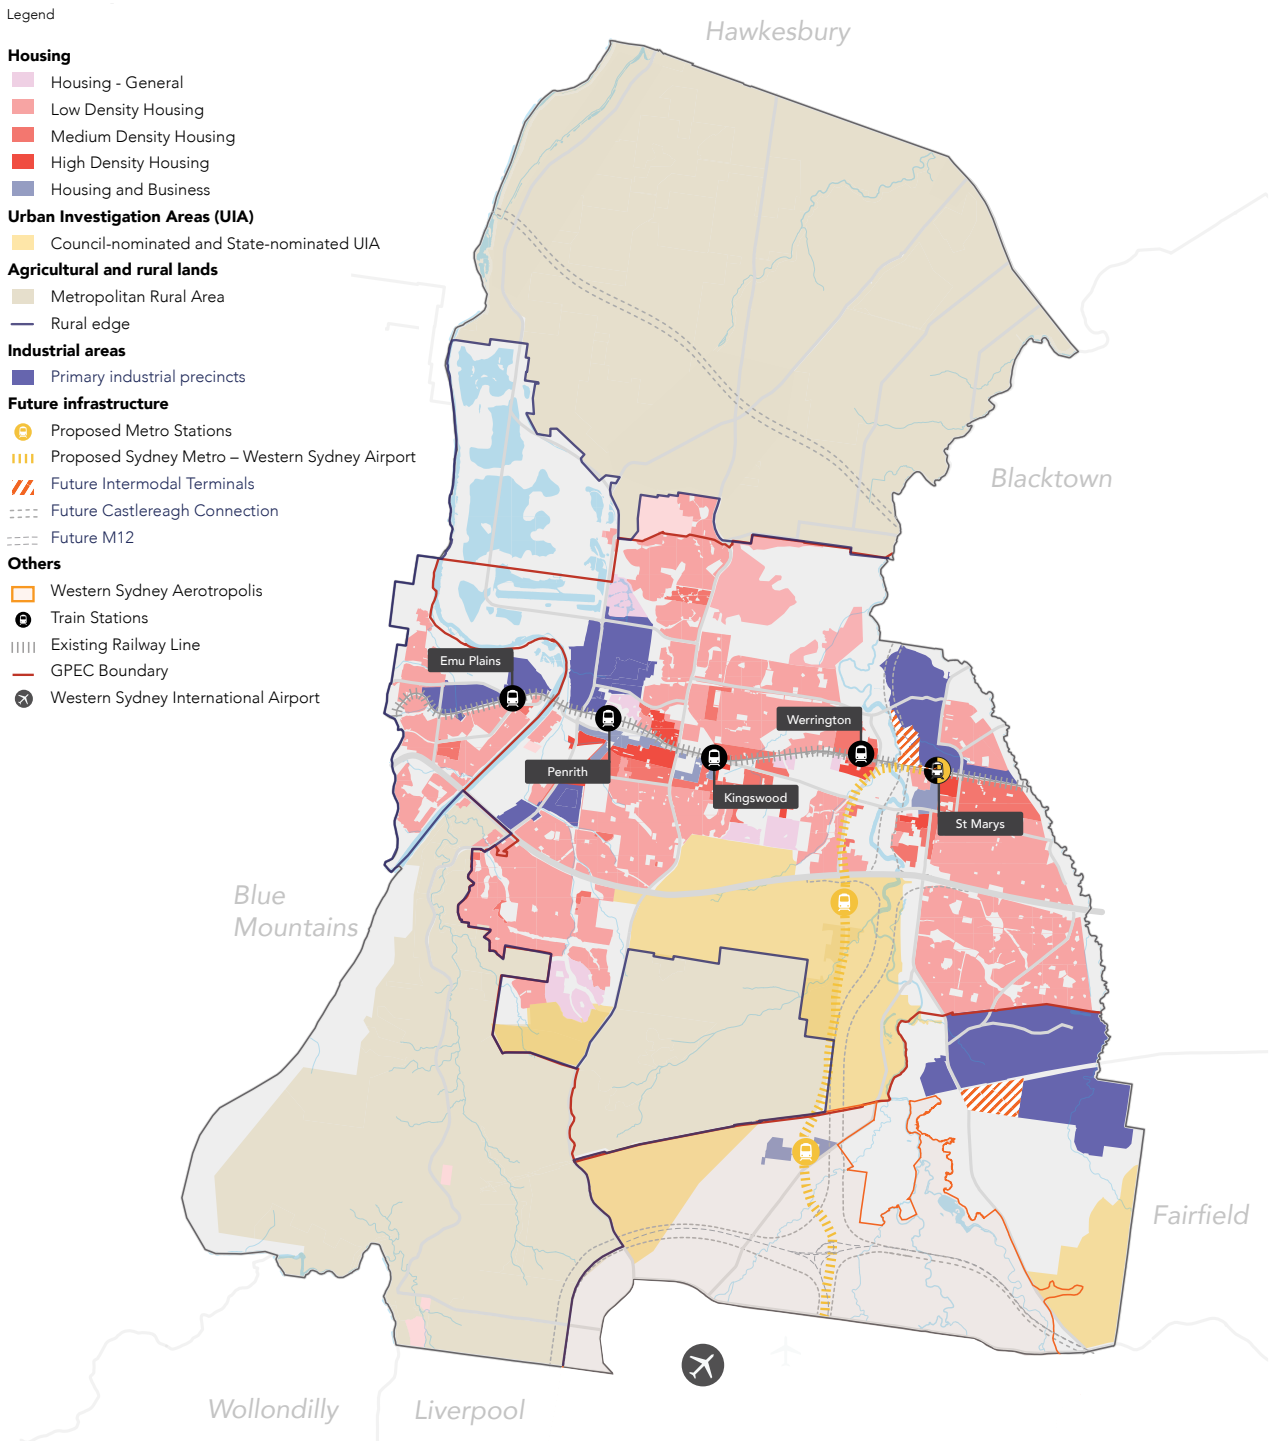 Legend
Housing
Housing - General
Low Density Housing
Medium Density Housing
High Density Housing
Housing and Business
Urban Investigation Areas (UIA)
Council-nominated and State-nominated UIA
Agricultural and rural lands
Metropolitan Rural Area
Rural edge
Industrial areas
Primary industrial precincts
Future infrastructure
Proposed Metro Stations
Proposed Sydney Metro – Western Sydney Airport
Future Intermodal Terminals
Future Castlereagh Connection
Future M12
Others
Western Sydney Aerotropolis
Train Stations
Existing Railway Line
GPEC Boundary
Western Sydney International Airport
Hawkesbury
Blacktown
Emu Plains
Werrington
Penrith
Kingswood
St Marys
Blue
Mountains
Fairfield
Wollondilly
Liverpool